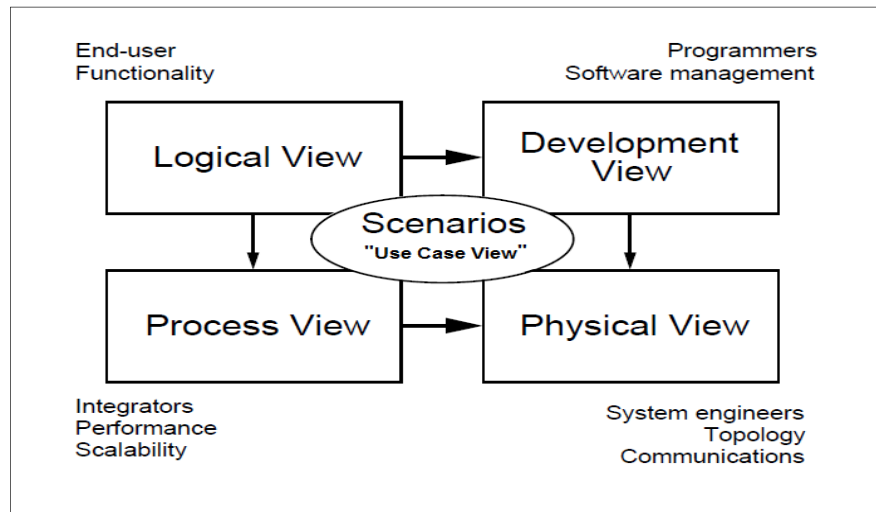 End-user
Functionality
Programmers
Software management
Logical View
Development
View
Scenarios
"Use Case View"
Process View
Physical View
Integrators
Performance
Scalability
System engineers
Topology
Communications